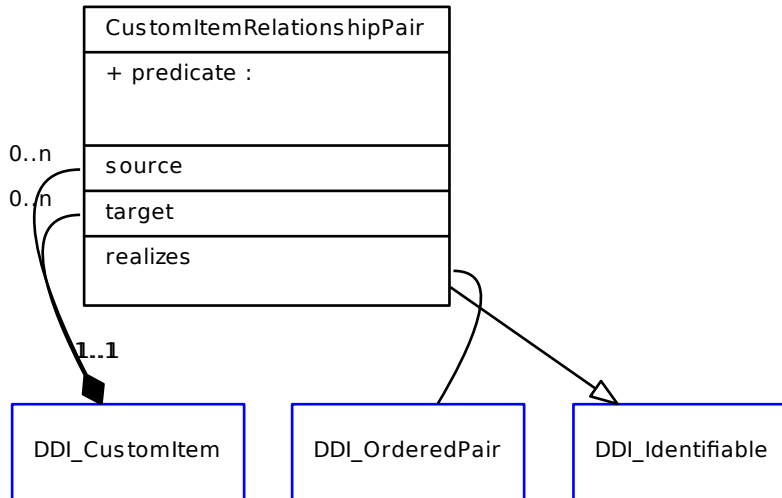 CustomItemRelationshipPair
+ predicate :
0..n
source
0..n
target
realizes
1..1
DDI_CustomItem
DDI_OrderedPair
DDI_Identifiable